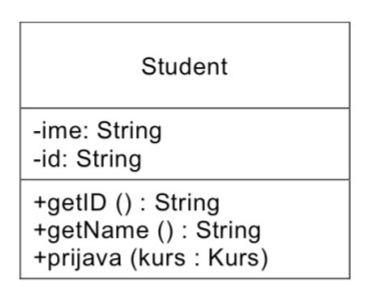 Student
-ime: String
-id: String
+getID () : String
+getName () : String
+prijava (kurs : Kurs)